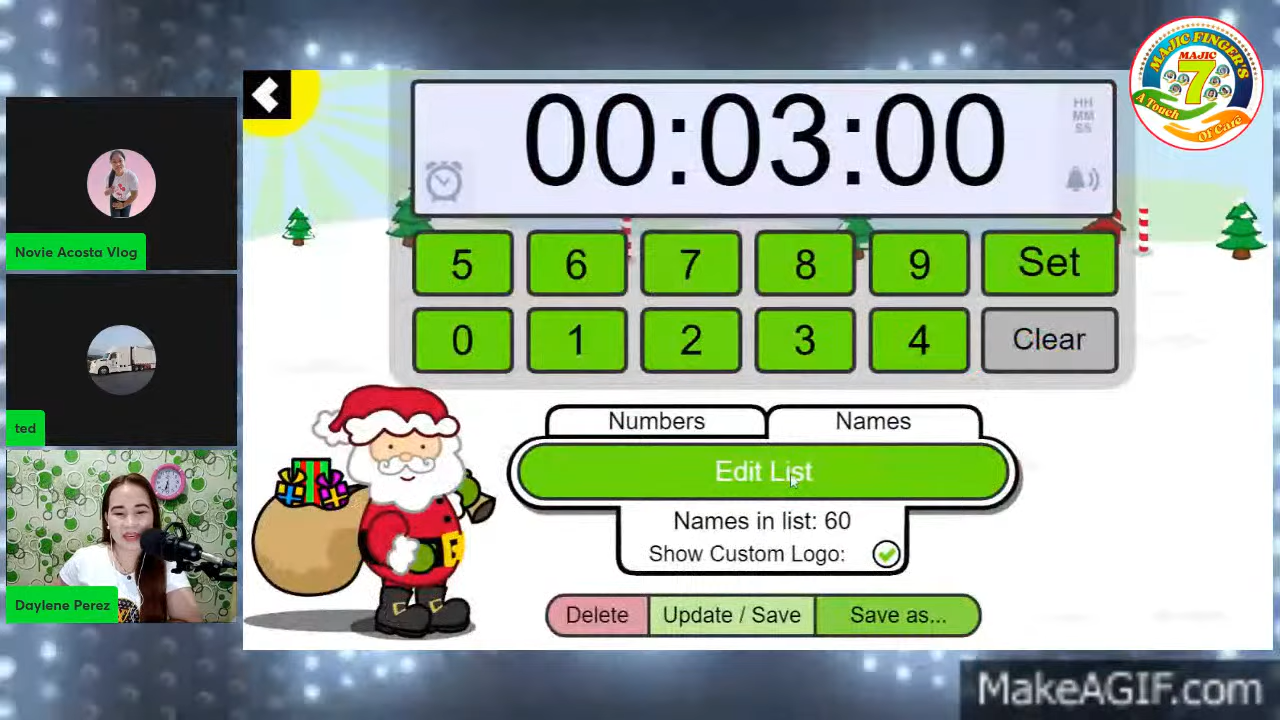 MAJIC FINGER'S
MAJIC
7
A Touch
Of Care
00:03:00
HH
MM
SS
5 6 7 8 9 Set
0 1 2 3 4 Clear
Numbers Names
Edit List
Names in list: 60
Show Custom Logo:
Delete Update / Save Save as...
Novie Acosta Vlog
ted
Daylene Perez
MakeAGIF.com